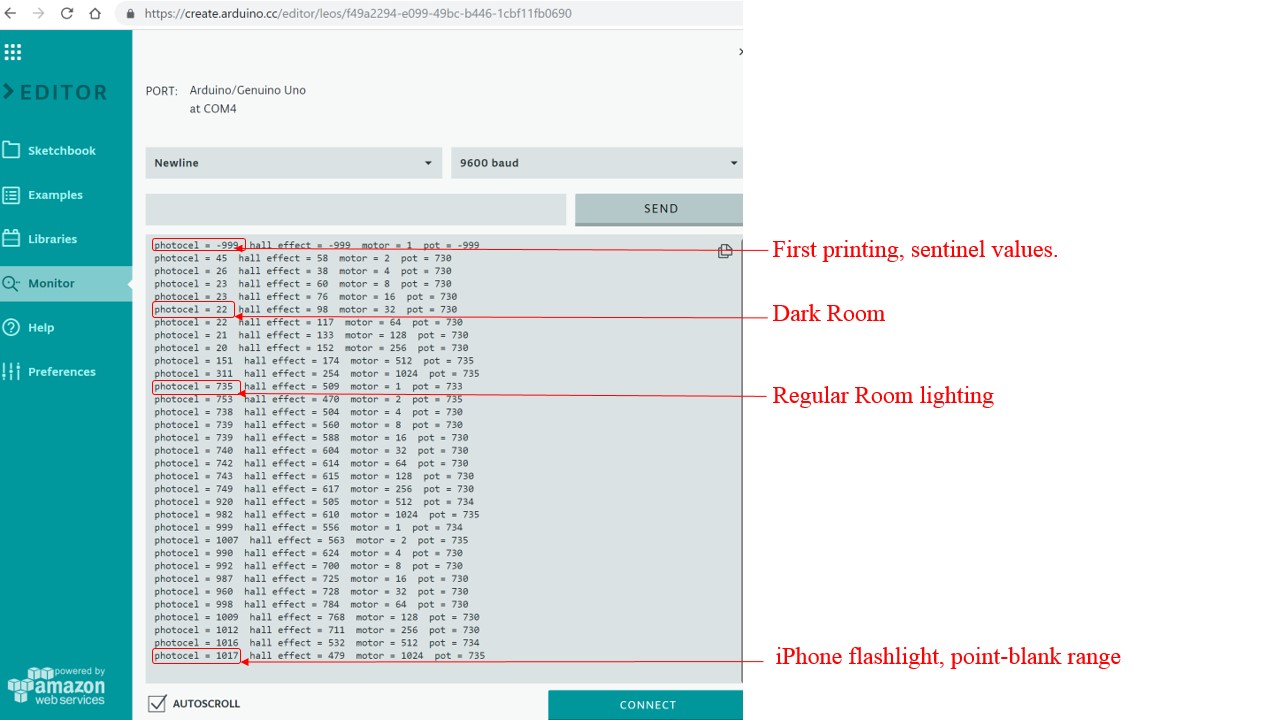 https://create.arduino.cc/editor/leos/f49a2294-e099-49bc-b446-1cbf11fb0690
EDITOR
PORT: Arduino/Genuino Uno
at COM4
Sketchbook
Newline
9600 baud
Examples
SEND
Libraries
photocel = -999 hall effect = -999 motor = 1 pot = -999
First printing, sentinel values.
photocel = 45 hall effect = 58 motor = 2 pot = 730
photocel = 26 hall effect = 38 motor = 4 pot = 730
photocel = 23 hall effect = 60 motor = 8 pot = 730
Monitor
photocel = 23 hall effect = 76 motor = 16 pot = 730
photocel = 22 hall effect = 98 motor = 32 pot = 730
Dark Room
photocel = 22 hall effect = 117 motor = 64 pot = 730
Help
photocel = 21 hall effect = 133 motor = 128 pot = 730
photocel = 20 hall effect = 152 motor = 256 pot = 730
photocel = 151 hall effect = 174 motor = 512 pot = 735
photocel = 311 hall effect = 254 motor = 1024 pot = 735
Preferences
photocel = 735 hall effect = 509 motor = 1 pot = 733
Regular Room lighting
photocel = 753 hall effect = 470 motor = 2 pot = 735
photocel = 738 hall effect = 504 motor = 4 pot = 730
photocel = 739 hall effect = 560 motor = 8 pot = 730
photocel = 739 hall effect = 588 motor = 16 pot = 730
photocel = 740 hall effect = 604 motor = 32 pot = 730
photocel = 742 hall effect = 614 motor = 64 pot = 730
photocel = 743 hall effect = 615 motor = 128 pot = 730
photocel = 749 hall effect = 617 motor = 256 pot = 730
photocel = 920 hall effect = 505 motor = 512 pot = 734
photocel = 982 hall effect = 610 motor = 1024 pot = 735
photocel = 999 hall effect = 556 motor = 1 pot = 734
photocel = 1007 hall effect = 563 motor = 2 pot = 735
photocel = 990 hall effect = 624 motor = 4 pot = 730
photocel = 992 hall effect = 700 motor = 8 pot = 730
photocel = 987 hall effect = 725 motor = 16 pot = 730
photocel = 960 hall effect = 728 motor = 32 pot = 730
photocel = 998 hall effect = 784 motor = 64 pot = 730
photocel = 1009 hall effect = 768 motor = 128 pot = 730
photocel = 1012 hall effect = 711 motor = 256 pot = 730
photocel = 1016 hall effect = 532 motor = 512 pot = 734
photocel = 1017 hall effect = 479 motor = 1024 pot = 735
iPhone flashlight, point-blank range
powered by
amazon
web services
AUTOSCROLL
CONNECT